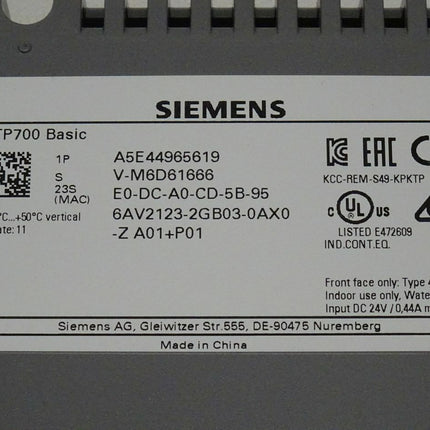 SIEMENS
TP700 Basic
1P A5E44965619
S V-M6D61666
23S (MAC) E0-DC-A0-CD-5B-95
6AV2123-2GB03-0AX0
-Z A01+P01
°C...+50°C vertical
ate: 11
EAC
KCC-REM-S49-KPKTP
c UL us
LISTED E472609
IND.CONT.EQ.
Front face only: Type 4
Indoor use only, Wate
Input DC 24V / 0,44A m
Siemens AG, Gleiwitzer Str.555, DE-90475 Nuremberg
Made in China